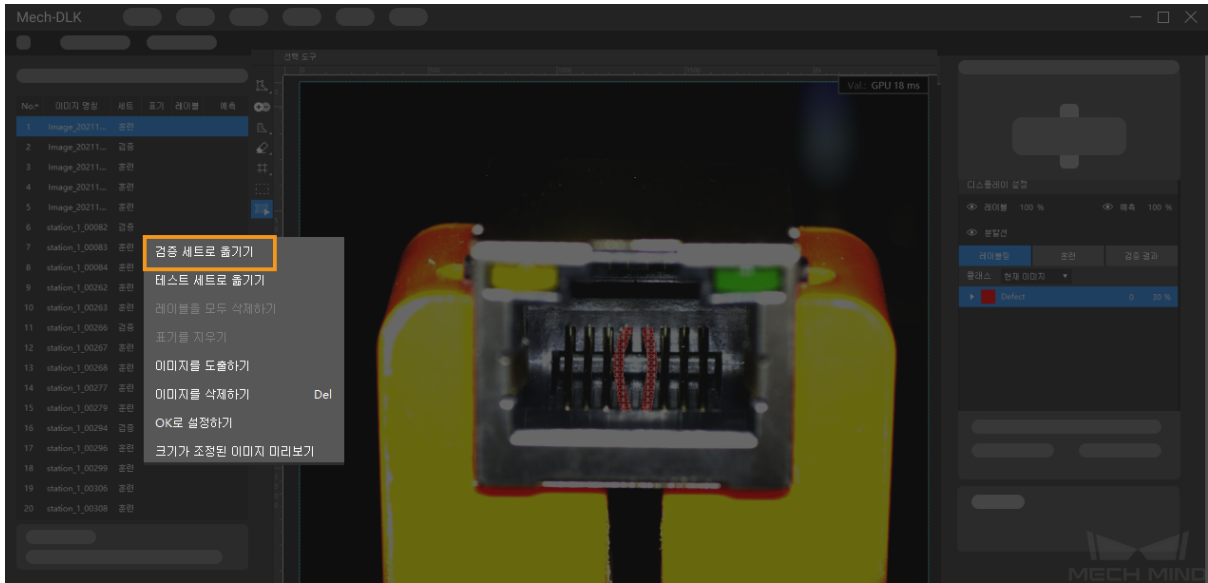 Mech-DLK
선택 도구
Val.: GPU 18 ms
No. 이미지 명칭 세트 표기 레이블 예측
1 Image_20211... 훈련
2 Image_20211... 검증
3 Image_20211... 훈련
4 Image_20211... 훈련
5 Image_20211... 훈련
6 station_1_00082 검증
7 station_1_00083 훈련
8 station_1_00084 훈련
9 station_1_00262 훈련
10 station_1_00263 훈련
11 station_1_00266 검증
12 station_1_00267 훈련
13 station_1_00268 훈련
14 station_1_00277 훈련
15 station_1_00279 훈련
16 station_1_00294 검증
17 station_1_00296 훈련
18 station_1_00299 훈련
19 station_1_00306 훈련
20 station_1_00308 훈련
검증 세트로 옮기기
테스트 세트로 옮기기
레이블을 모두 삭제하기
표기를 지우기
이미지를 도출하기
이미지를 삭제하기 Del
OK로 설정하기
크기가 조정된 이미지 미리보기
디스플레이 설정
레이블 100 % 예측 100 %
분할선
레이블링 훈련 검증 결과
클래스 현재 이미지
Defect 0 20 %
MECH MIND